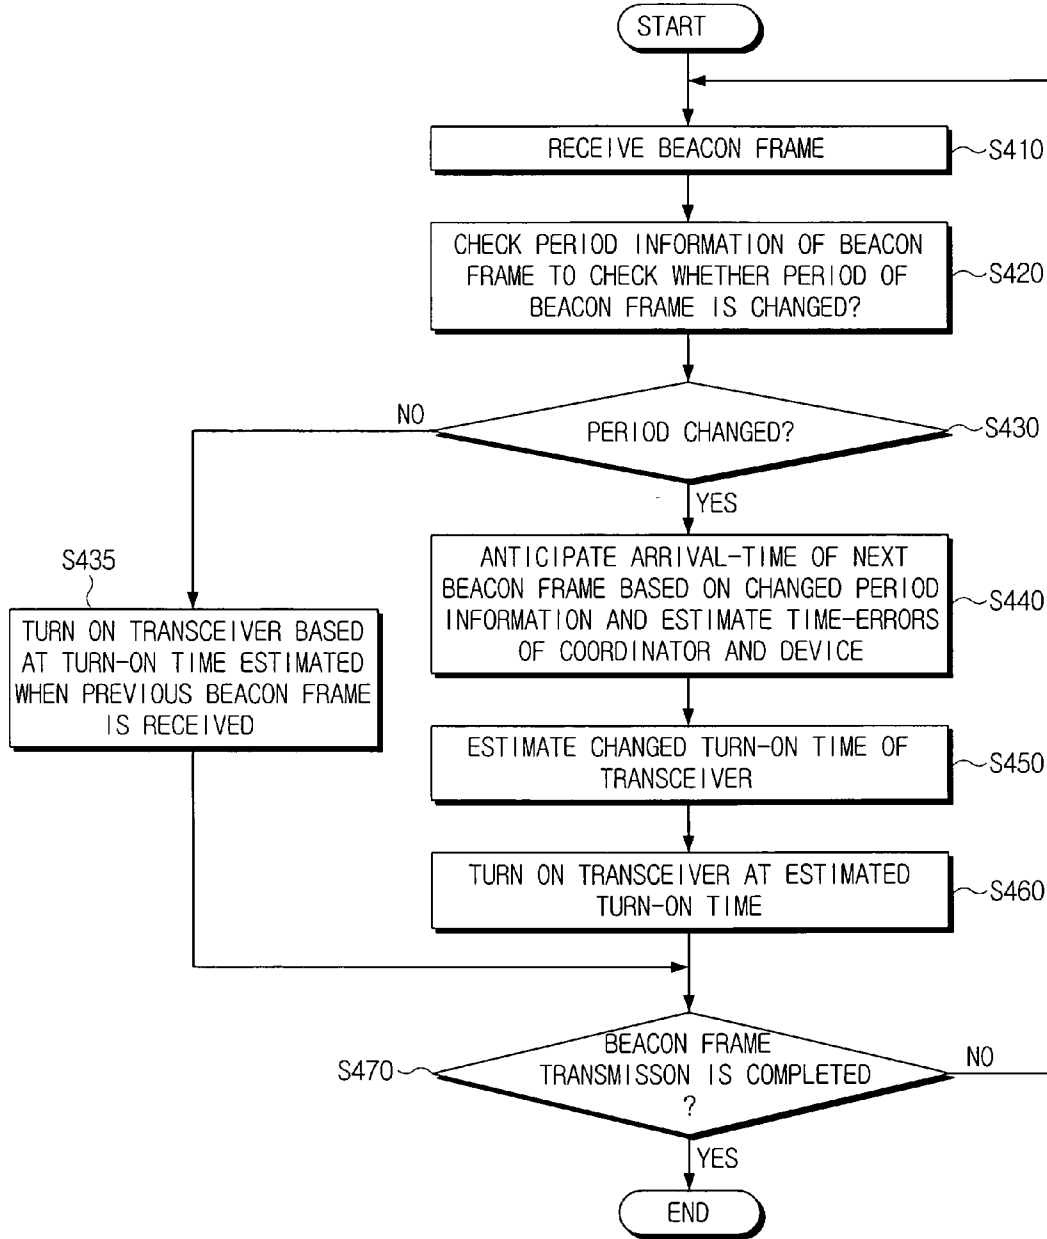 START
RECEIVE BEACON FRAME
S410
CHECK PERIOD INFORMATION OF BEACON
FRAME TO CHECK WHETHER PERIOD OF
BEACON FRAME IS CHANGED?
S420
NO
PERIOD CHANGED?
S430
YES
S435
TURN ON TRANSCEIVER BASED
AT TURN-ON TIME ESTIMATED
WHEN PREVIOUS BEACON FRAME
IS RECEIVED
ANTICIPATE ARRIVAL-TIME OF NEXT
BEACON FRAME BASED ON CHANGED PERIOD
INFORMATION AND ESTIMATE TIME-ERRORS
OF COORDINATOR AND DEVICE
S440
ESTIMATE CHANGED TURN-ON TIME OF
TRANSCEIVER
S450
TURN ON TRANSCEIVER AT ESTIMATED
TURN-ON TIME
S460
S470
BEACON FRAME
TRANSMISSON IS COMPLETED
?
NO
YES
END